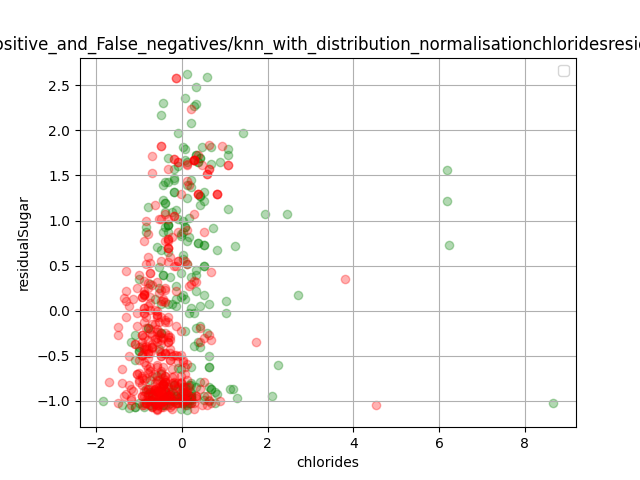 ositive_and_False_negatives/knn_with_distribution_normalisationchloridesresid
residualSugar
2.5
2.0
1.5
1.0
0.5
0.0
−0.5
−1.0
−2 0 2 4 6 8
chlorides